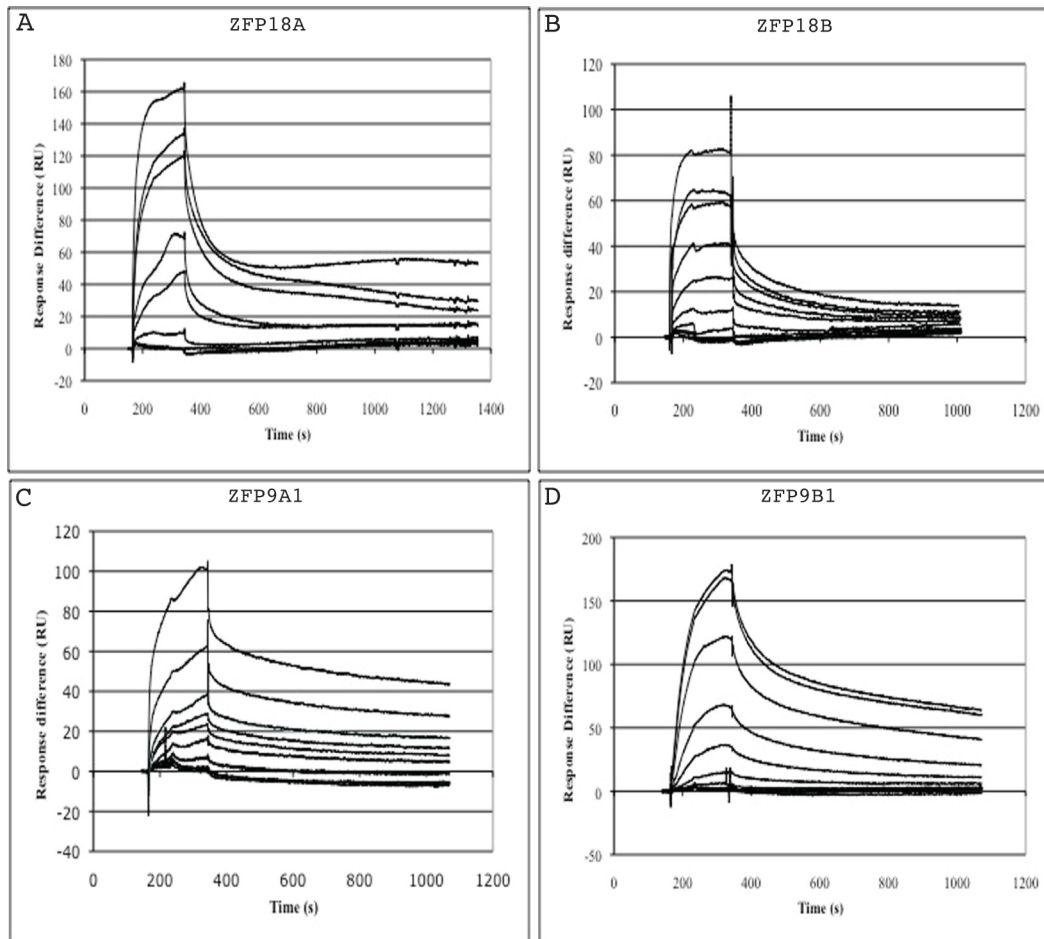 A
ZFP18A
180
160
140
120
100
80
60
40
20
0
-20
Response Difference (RU)
0 200 400 600 800 1000 1200 1400
Time (s)
B
ZFP18B
120
100
80
60
40
20
0
-20
Response difference (RU)
0 200 400 600 800 1000 1200
Time (s)
C
ZFP9A1
120
100
80
60
40
20
0
-20
-40
Response difference (RU)
0 200 400 600 800 1000 1200
Time (s)
D
ZFP9B1
200
150
100
50
0
-50
Response Difference (RU)
0 200 400 600 800 1000 1200
Time (s)